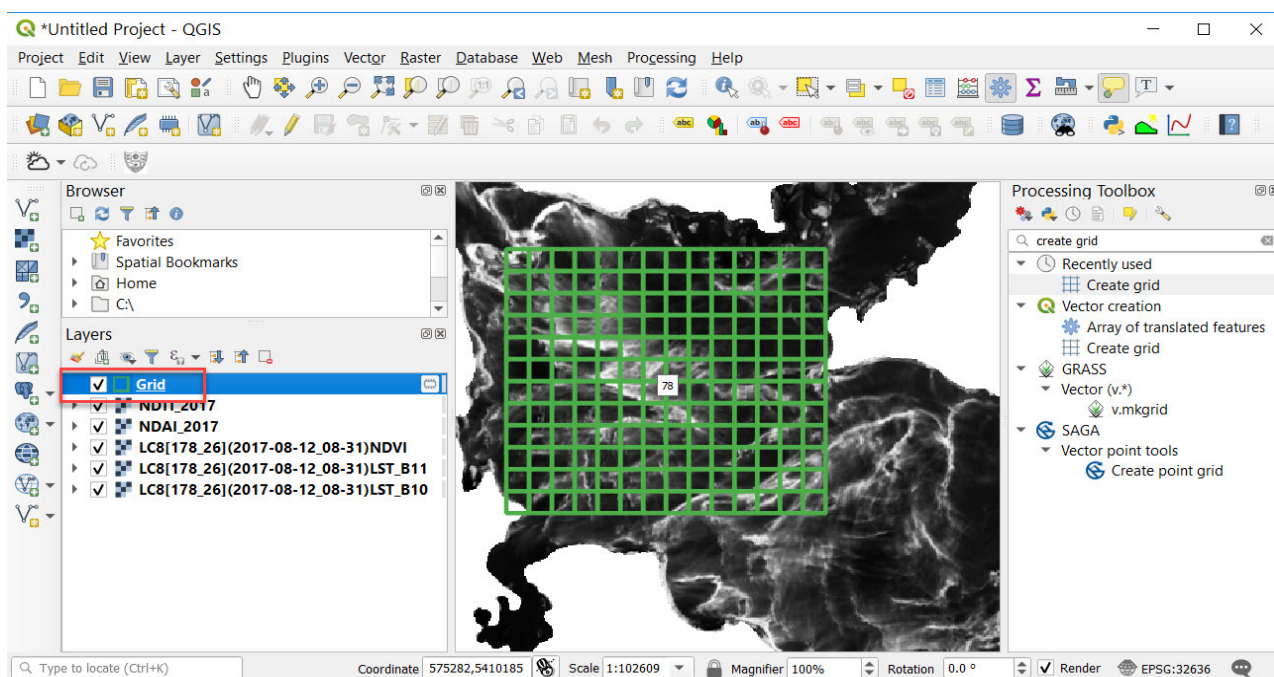 *Untitled Project - QGIS
Project Edit View Layer Settings Plugins Vector Raster Database Web Mesh Processing Help
Browser
Favorites
Spatial Bookmarks
Home
C:\
Layers
Grid
NDTI_2017
NDAI_2017
LC8[178_26](2017-08-12_08-31)NDVI
LC8[178_26](2017-08-12_08-31)LST_B11
LC8[178_26](2017-08-12_08-31)LST_B10
78
Processing Toolbox
create grid
Recently used
Create grid
Vector creation
Array of translated features
Create grid
GRASS
Vector (v.*)
v.mkgrid
SAGA
Vector point tools
Create point grid
Type to locate (Ctrl+K) Coordinate 575282,5410185 Scale 1:102609 Magnifier 100% Rotation 0.0 ° Render EPSG:32636